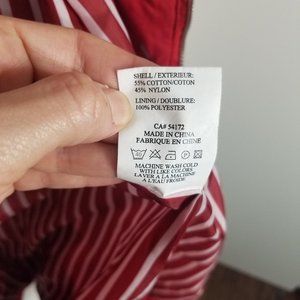 SHELL / EXTERIEUR:
55% COTTON/COTON
45% NYLON
LINING / DOUBLURE:
100% POLYESTER
CA# 54172
MADE IN CHINA
FABRIQUE EN CHINE
MACHINE WASH COLD
WITH LIKE COLORS
LAVER A LA MACHINE
A L'EAU FROIDE